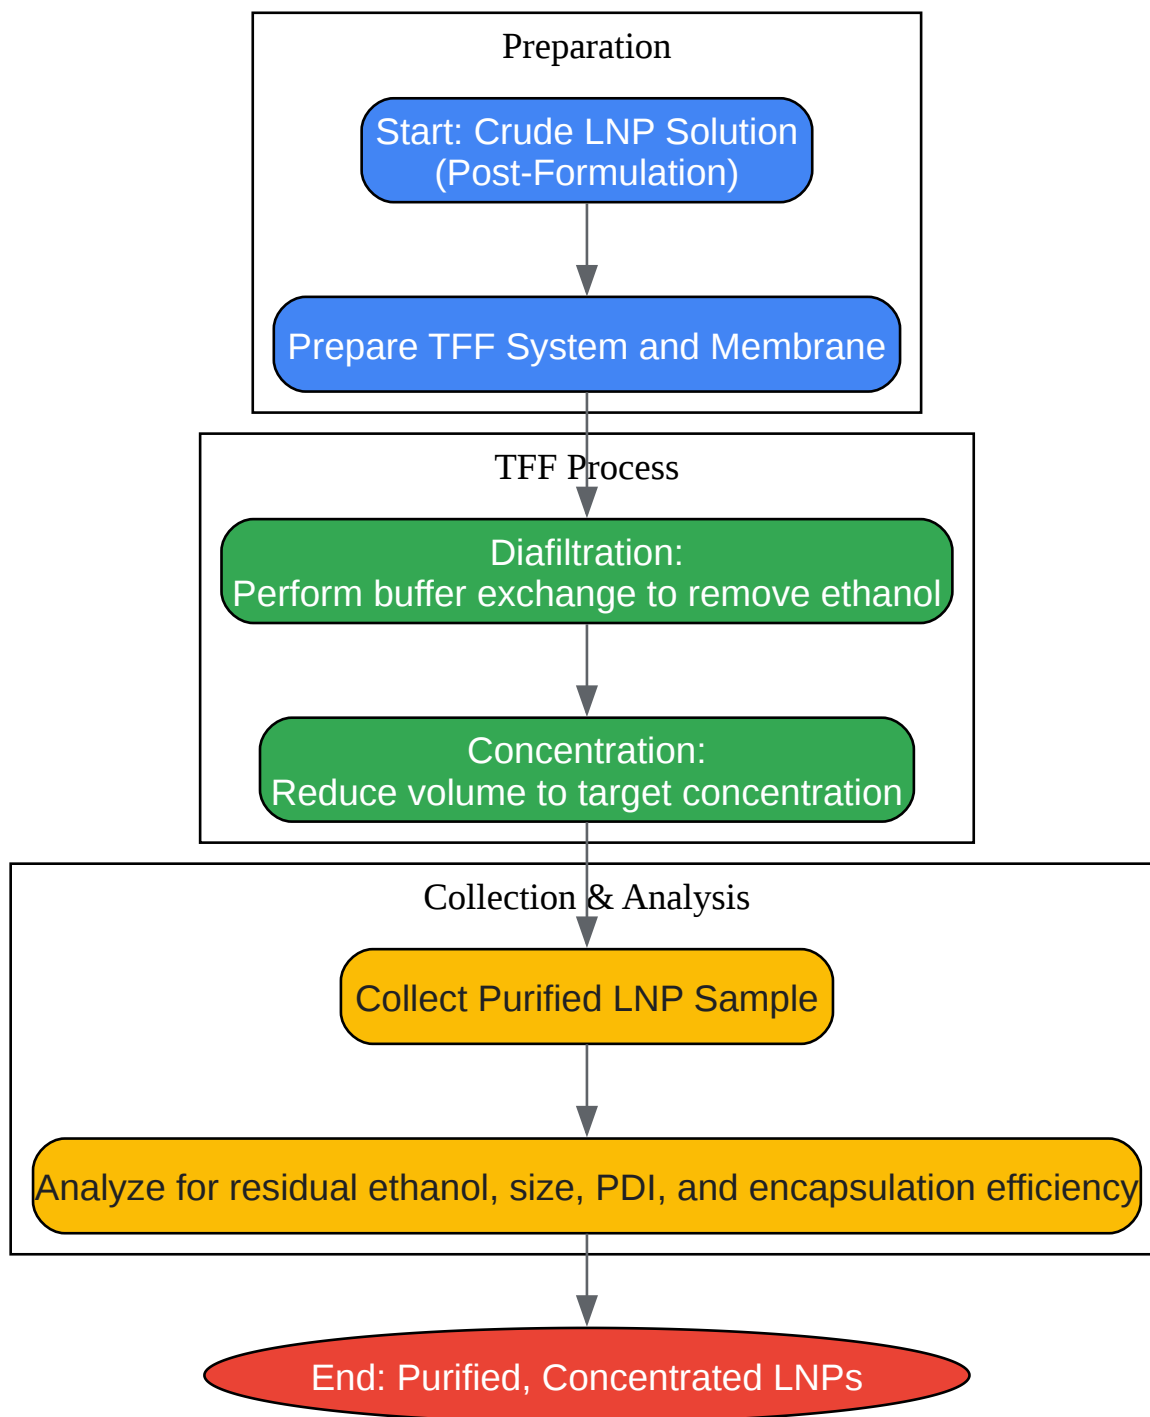 Preparation
Start: Crude LNP Solution
(Post-Formulation)
Prepare TFF System and Membrane
TFF Process
Diafiltration:
Perform buffer exchange to remove ethanol
Concentration:
Reduce volume to target concentration
Collection & Analysis
Collect Purified LNP Sample
Analyze for residual ethanol, size, PDI, and encapsulation efficiency
End: Purified, Concentrated LNPs